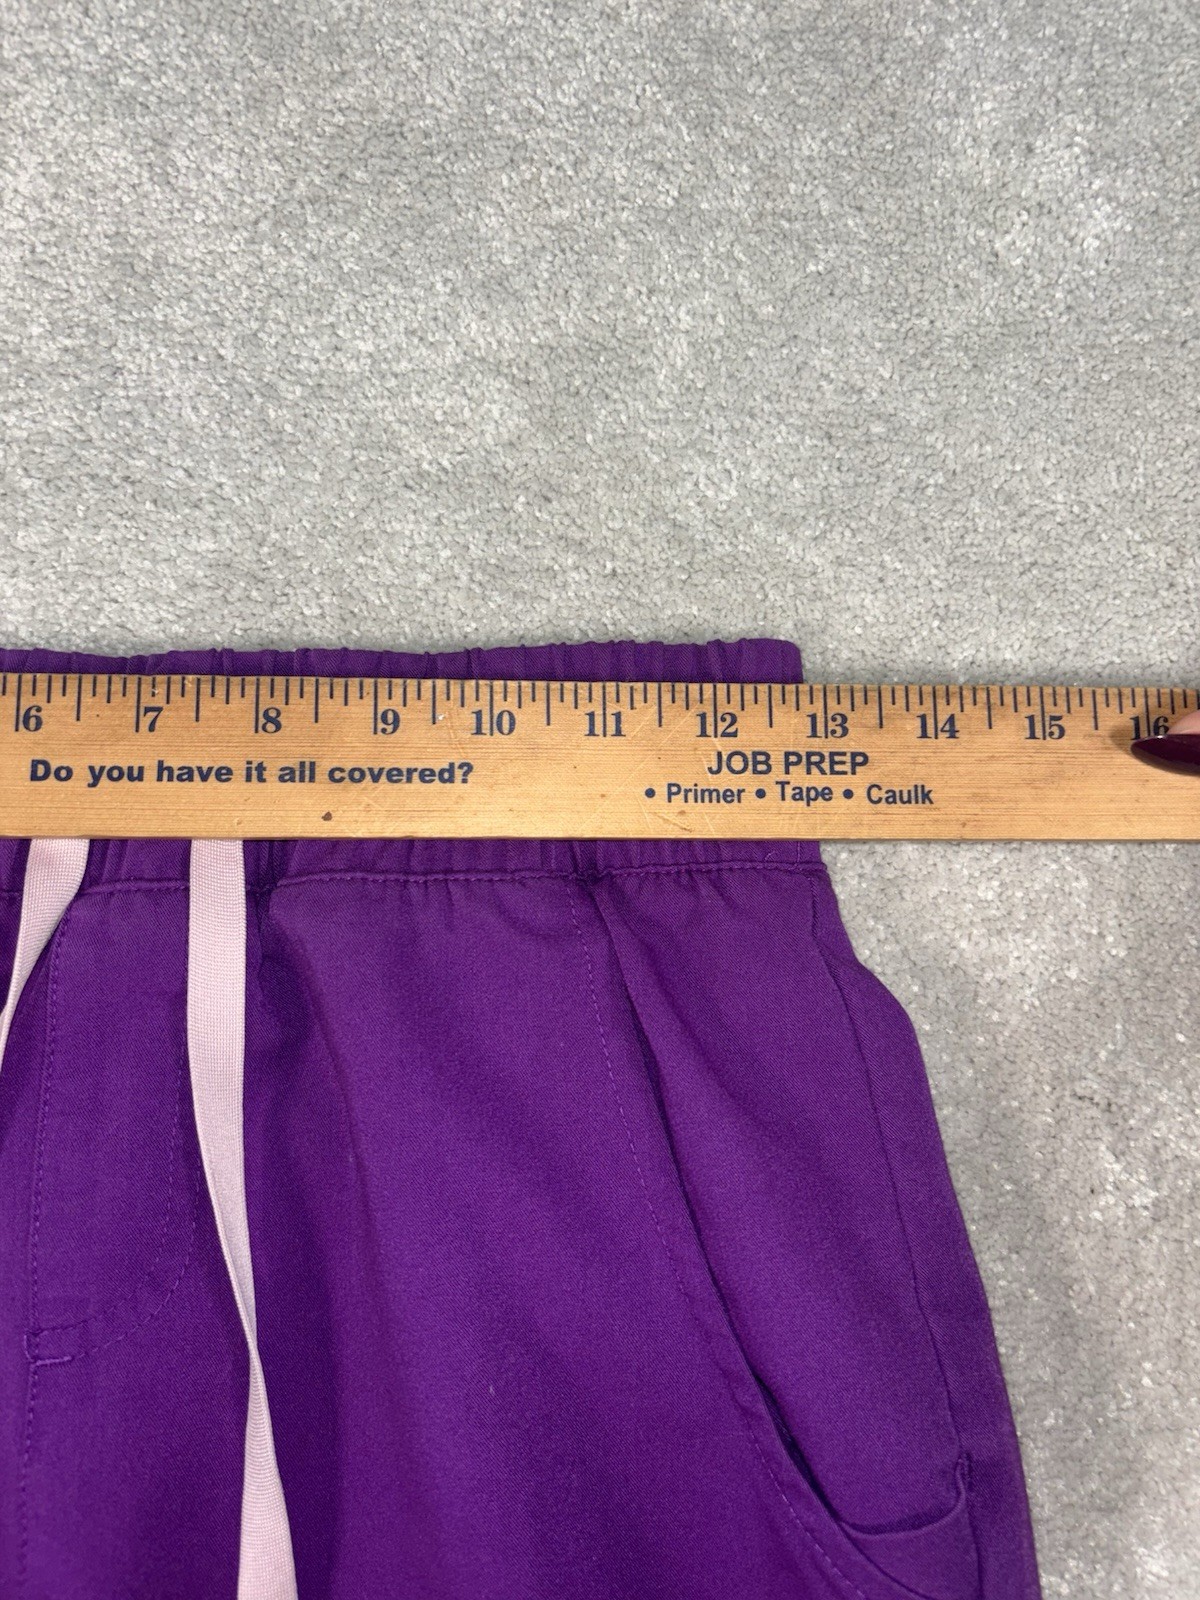 6 7 8 9 10 11 12 13 14 15 16
Do you have it all covered?
JOB PREP
• Primer • Tape • Caulk